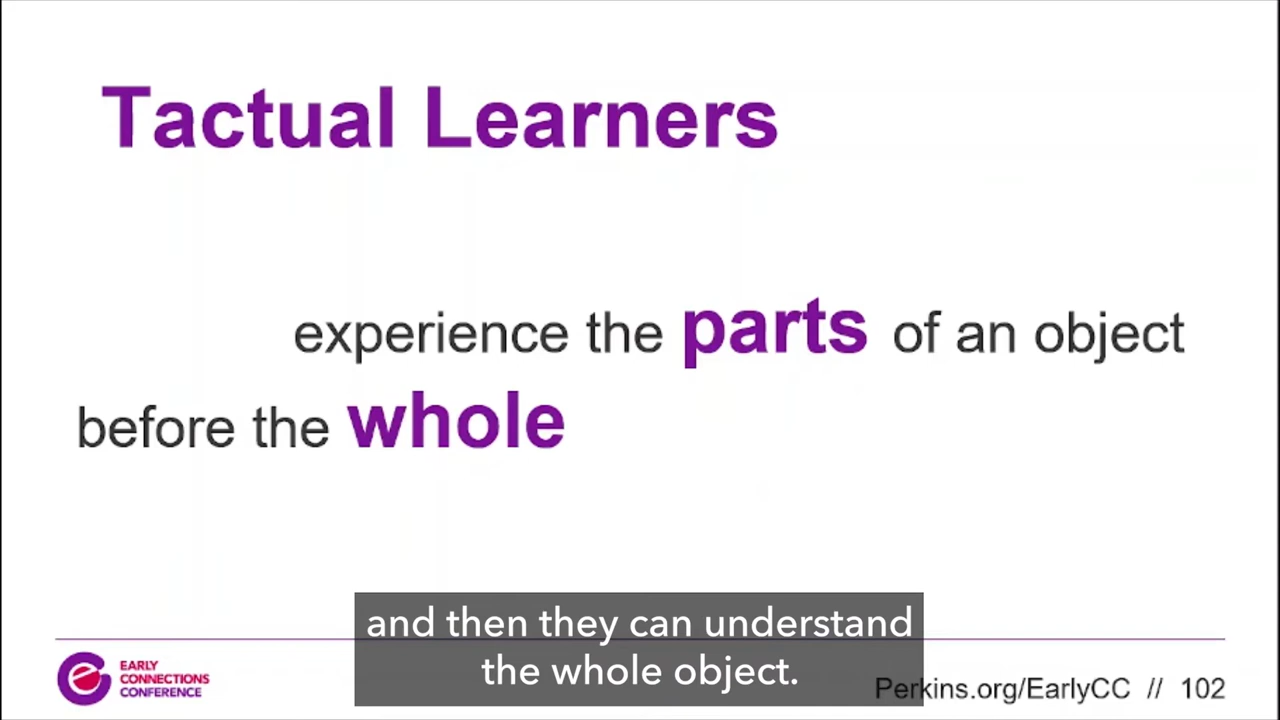 Tactual Learners
experience the parts of an object
before the whole
and then they can understand
the whole object.
EARLY
CONNECTIONS
CONFERENCE
Perkins.org/EarlyCC // 102